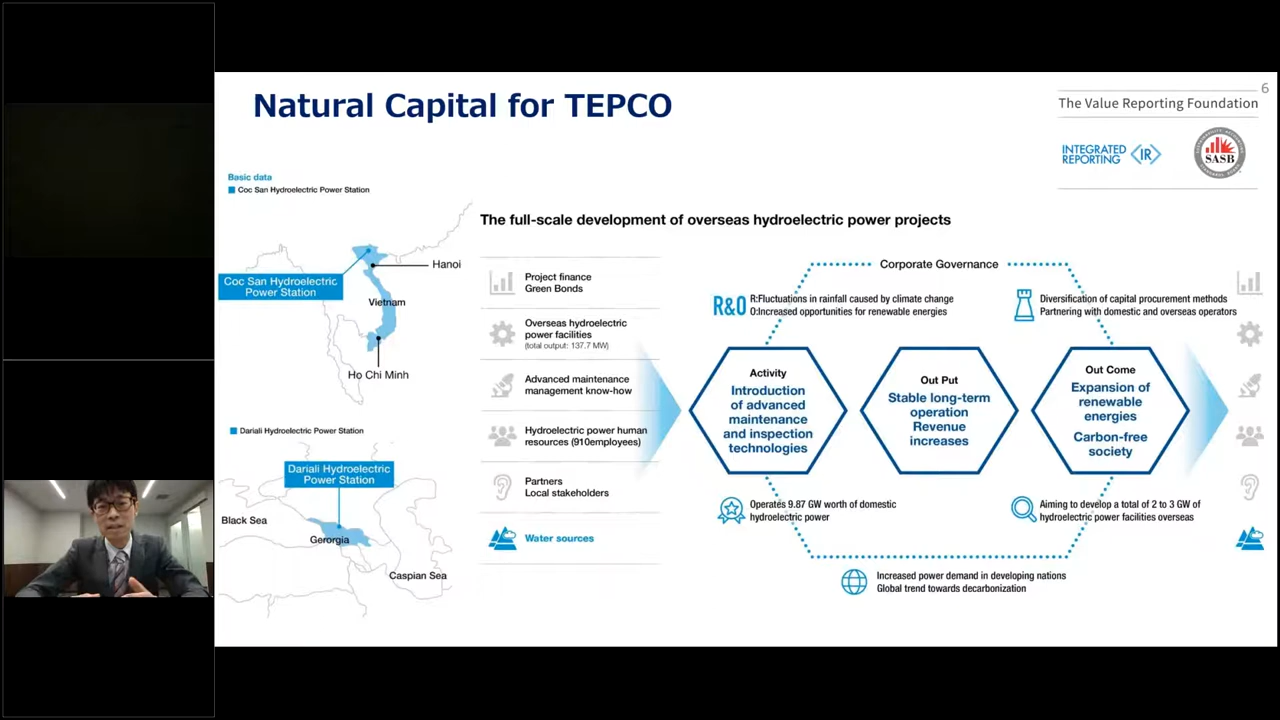 6
Natural Capital for TEPCO
The Value Reporting Foundation
INTEGRATED
REPORTING
<IR>
SASB
Basic data
Coc San Hydroelectric Power Station
Coc San Hydroelectric
Power Station
Hanoi
Vietnam
Ho Chi Minh
Dariali Hydroelectric Power Station
Dariali Hydroelectric
Power Station
Black Sea
Gerorgia
Caspian Sea
The full-scale development of overseas hydroelectric power projects
Project finance
Green Bonds
Overseas hydroelectric
power facilities
(total output: 137.7 MW)
Advanced maintenance
management know-how
Hydroelectric power human
resources (910employees)
Partners
Local stakeholders
Water sources
Corporate Governance
R&O
R:Fluctuations in rainfall caused by climate change
O:Increased opportunities for renewable energies
Diversification of capital procurement methods
Partnering with domestic and overseas operators
Activity
Introduction
of advanced
maintenance
and inspection
technologies
Out Put
Stable long-term
operation
Revenue
increases
Out Come
Expansion of
renewable
energies
Carbon-free
society
Operates 9.87 GW worth of domestic
hydroelectric power
Aiming to develop a total of 2 to 3 GW of
hydroelectric power facilities overseas
Increased power demand in developing nations
Global trend towards decarbonization